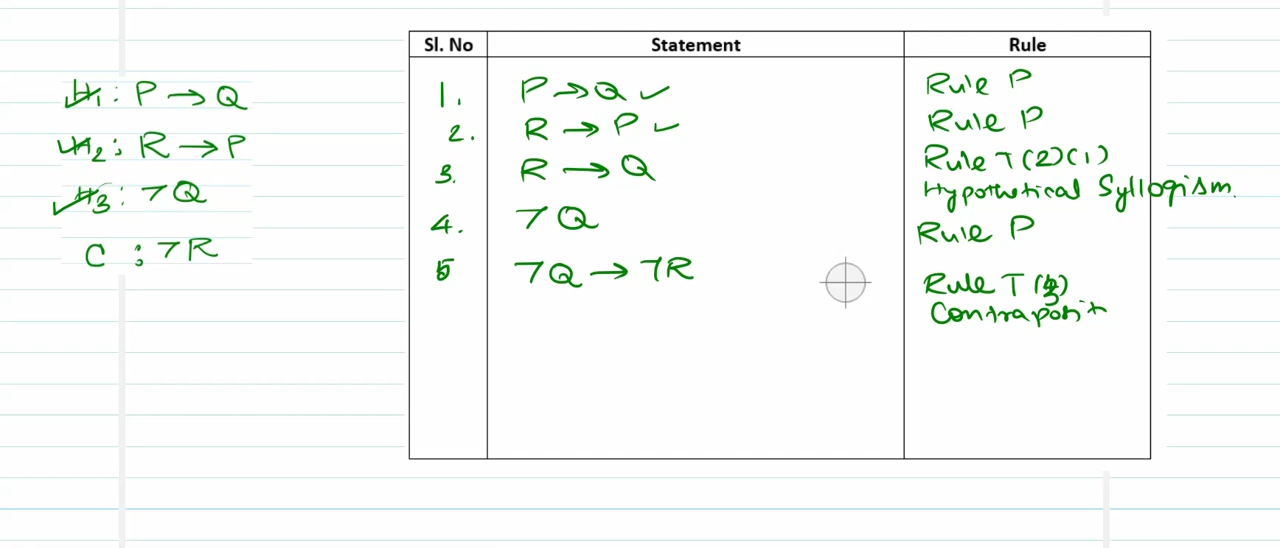 H1 : P → Q
H2 : R → P
H3 : ¬Q
C : ¬R
Sl. No Statement Rule
1. P → Q ✓ Rule P
2. R → P ✓ Rule P
3. R → Q Rule T (2)(1)
Hypothetical Syllogism.
4. ¬Q Rule P
5 ¬Q → ¬R Rule T (3)
Contraposit